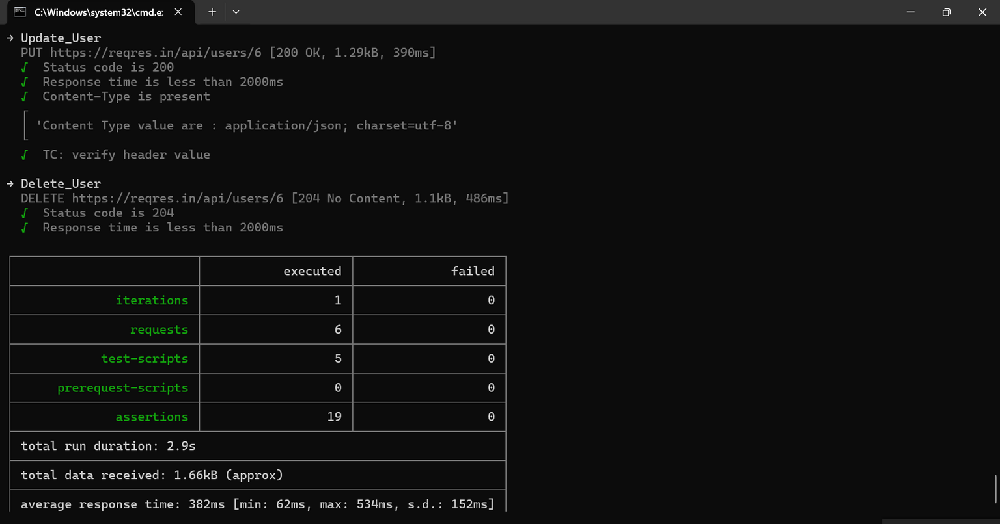 C:\Windows\system32\cmd.e:
→ Update_User
PUT https://reqres.in/api/users/6 [200 OK, 1.29kB, 390ms]
√ Status code is 200
√ Response time is less than 2000ms
√ Content-Type is present
'Content Type value are : application/json; charset=utf-8'
√ TC: verify header value
→ Delete_User
DELETE https://reqres.in/api/users/6 [204 No Content, 1.1kB, 486ms]
√ Status code is 204
√ Response time is less than 2000ms
executed failed
iterations 1 0
requests 6 0
test-scripts 5 0
prerequest-scripts 0 0
assertions 19 0
total run duration: 2.9s
total data received: 1.66kB (approx)
average response time: 382ms [min: 62ms, max: 534ms, s.d.: 152ms]